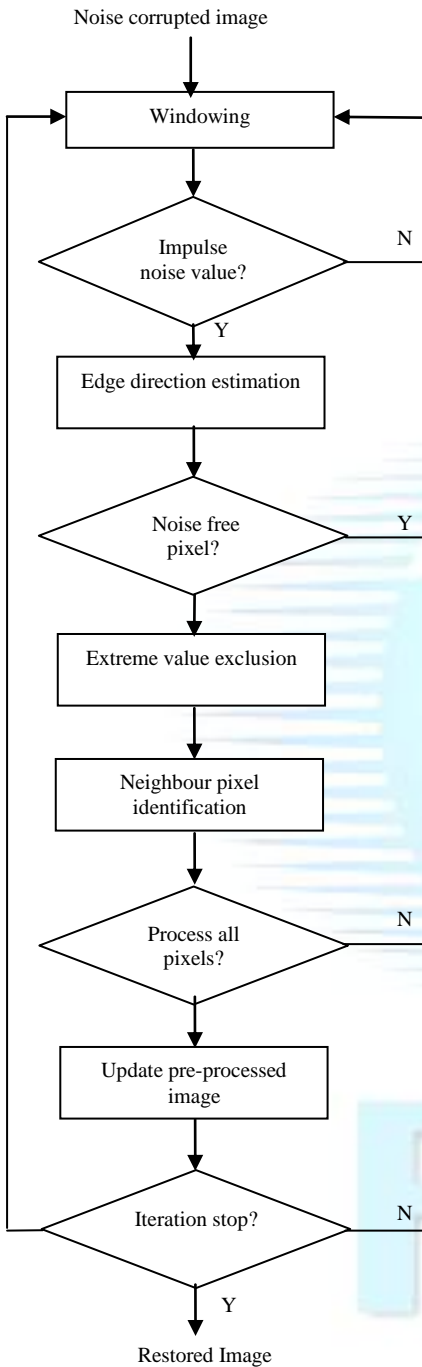 Noise corrupted image
Windowing
Impulse
noise value?
N
Y
Edge direction estimation
Noise free
pixel?
Y
Extreme value exclusion
Neighbour pixel
identification
Process all
pixels?
N
Update pre-processed
image
Iteration stop?
N
Y
Restored Image